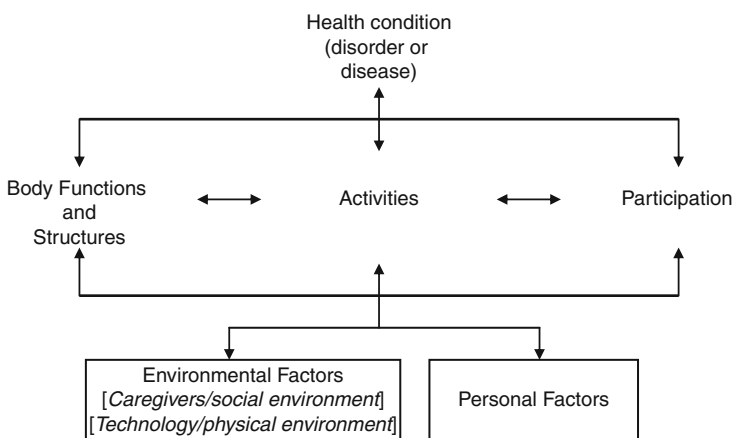 Health condition
(disorder or
disease)
Body Functions
and
Structures
Activities
Participation
Environmental Factors
[Caregivers/social environment]
[Technology/physical environment]
Personal Factors